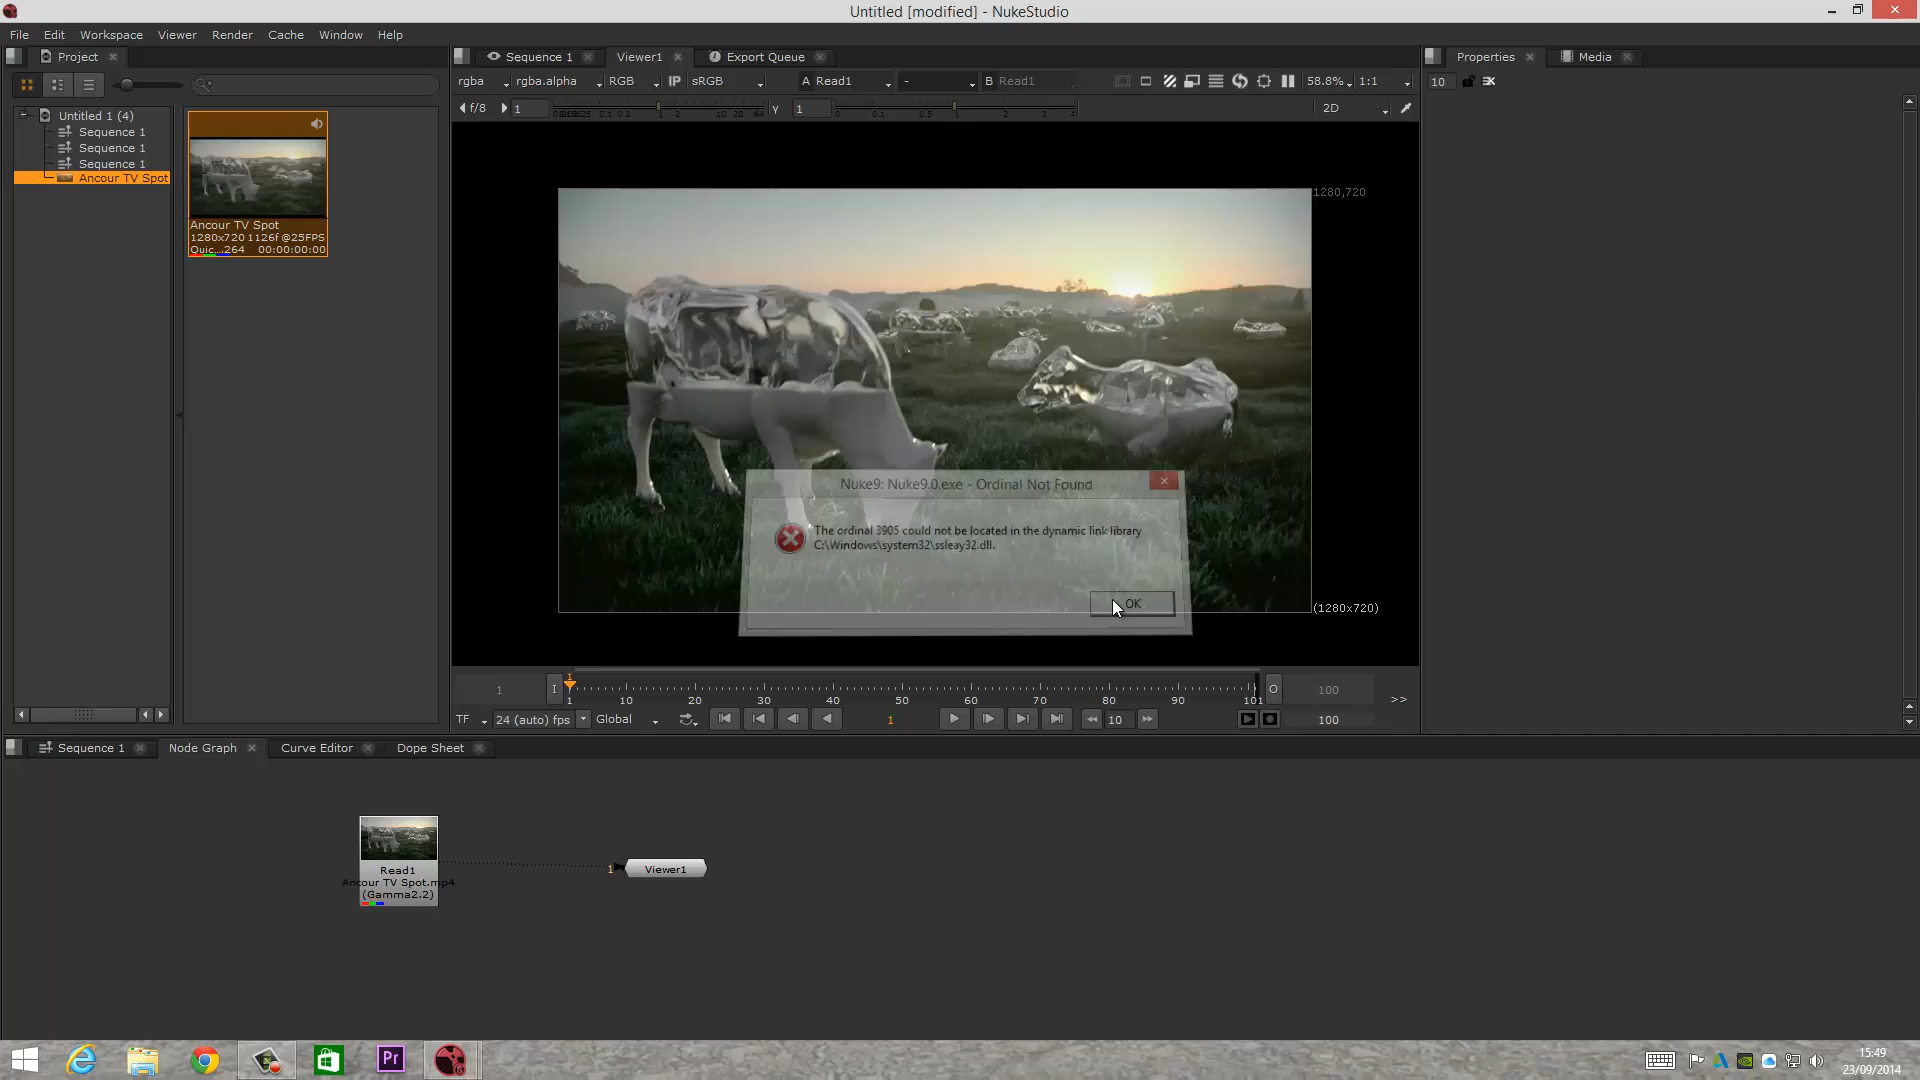 Untitled [modified] - NukeStudio
File Edit Workspace Viewer Render Cache Window Help
Project
Sequence 1 Viewer1 Export Queue
Properties Media
rgba rgba.alpha RGB IP sRGB A Read1 - B Read1 58.8% 1:1
10
f/8 1 γ 1 2D
Untitled 1 (4)
Sequence 1
Sequence 1
Sequence 1
Ancour TV Spot
Ancour TV Spot
1280x720 1126f @25FPS
Quic...264 00:00:00:00
1280,720
Nuke9: Nuke9.0.exe - Ordinal Not Found
The ordinal 3905 could not be located in the dynamic link library
C:\Windows\system32\ssleay32.dll.
OK
(1280x720)
1 I 1 O 100
1 10 20 30 40 50 60 70 80 90 101 >>
TF 24 (auto) fps Global 1 10 100
Sequence 1 Node Graph Curve Editor Dope Sheet
Read1
Ancour TV Spot.mp4
(Gamma2.2)
1 Viewer1
Pr
15:49
23/09/2014